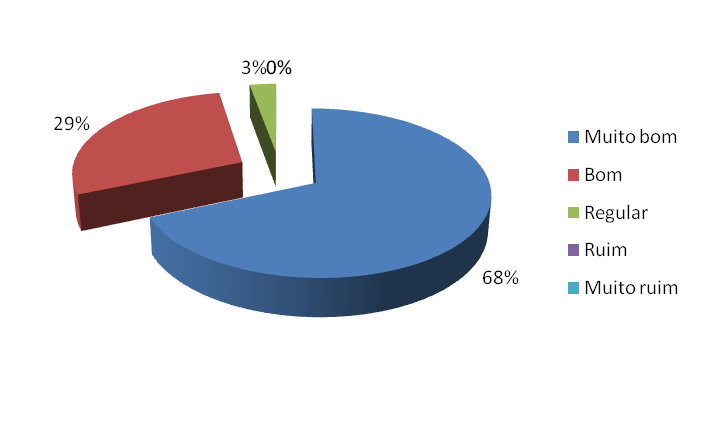 3%
0%
29%
68%
Muito bom
Bom
Regular
Ruim
Muito ruim